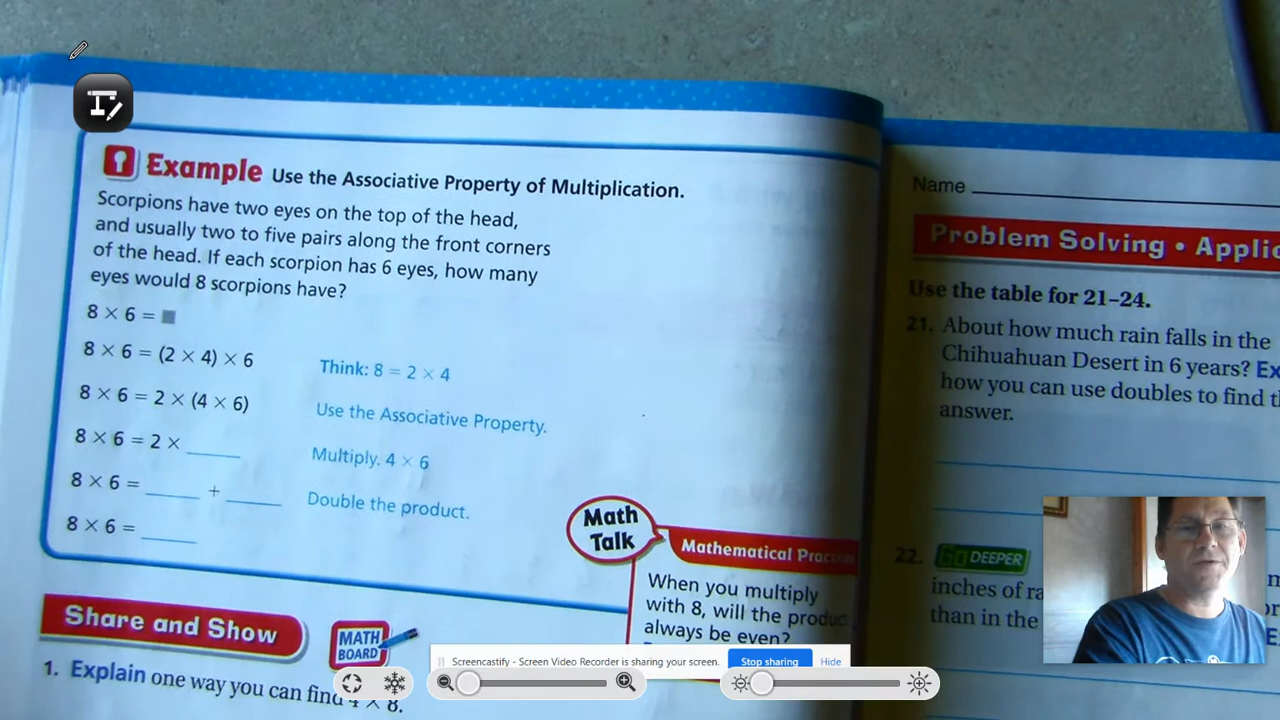 Example Use the Associative Property of Multiplication.
Scorpions have two eyes on the top of the head,
and usually two to five pairs along the front corners
of the head. If each scorpion has 6 eyes, how many
eyes would 8 scorpions have?
8 × 6 = ■
8 × 6 = (2 × 4) × 6 Think: 8 = 2 × 4
8 × 6 = 2 × (4 × 6) Use the Associative Property.
8 × 6 = 2 × ____ Multiply. 4 × 6
8 × 6 = ____ + ____ Double the product.
8 × 6 = ____
Math
Talk
Mathematical
When you multiply
with 8, will the product
always be even?
Share and Show
MATH
BOARD
1. Explain one way you can find 4 × 8.
Name
Problem Solving •
Use the table for 21–24.
21. About how much rain falls in the
Chihuahuan Desert in 6 years?
how you can use doubles to find
answer.
22. GO DEEPER
inches of
than in the
Screencastify - Screen Video Recorder is sharing your screen.
Stop sharing
Hide